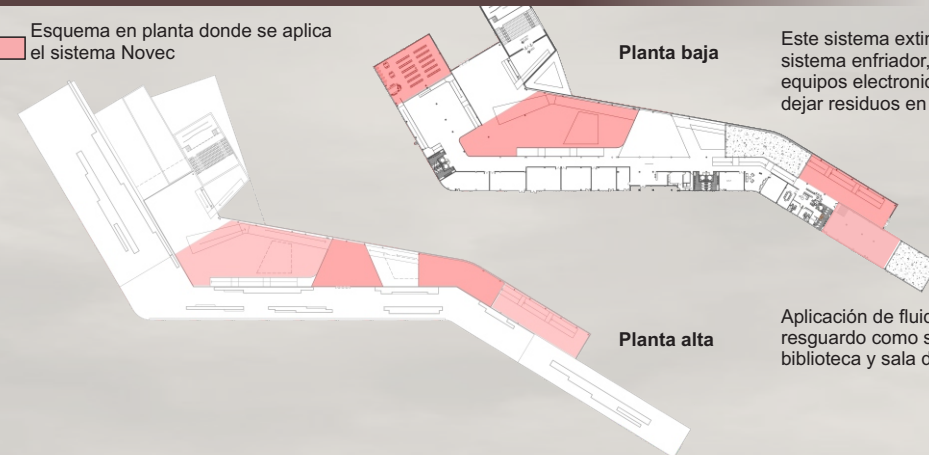 Esquema en planta donde se aplica
el sistema Novec
Planta baja
Este sistema extin
sistema enfriador,
equipos electronic
dejar residuos en
Planta alta
Aplicación de fluid
resguardo como s
biblioteca y sala d